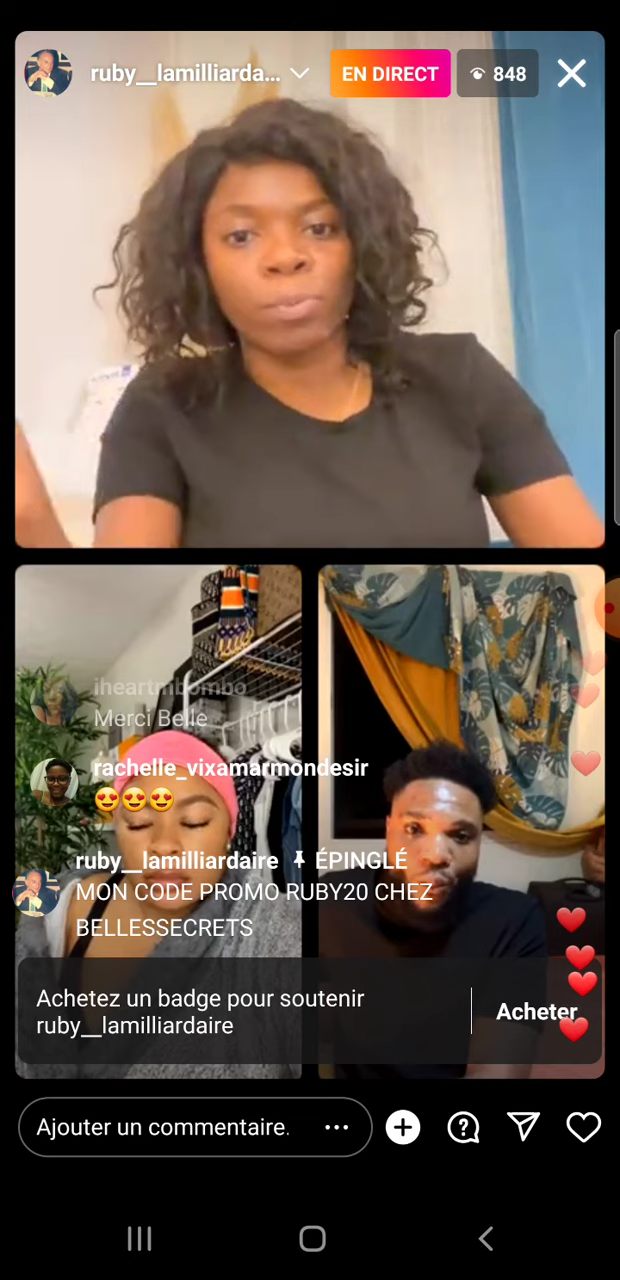 ruby__lamilliarda...
EN DIRECT
848
iheartmbombo
Merci Belle
rachelle_vixamarmondesir
😍😍😍
ruby__lamilliardaire ÉPINGLÉ
MON CODE PROMO RUBY20 CHEZ
BELLESSECRETS
Achetez un badge pour soutenir
ruby__lamilliardaire
Acheter
Ajouter un commentaire.